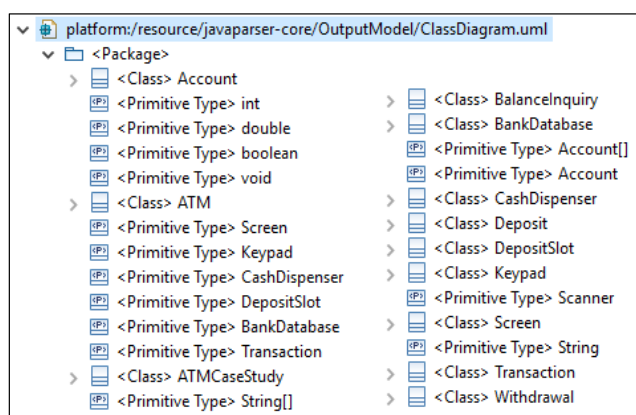 platform:/resource/javaparser-core/OutputModel/ClassDiagram.uml
<Package>
<Class> Account
<Primitive Type> int
<Primitive Type> double
<Primitive Type> boolean
<Primitive Type> void
<Class> ATM
<Primitive Type> Screen
<Primitive Type> Keypad
<Primitive Type> CashDispenser
<Primitive Type> DepositSlot
<Primitive Type> BankDatabase
<Primitive Type> Transaction
<Class> ATMCaseStudy
<Primitive Type> String[]
<Class> BalanceInquiry
<Class> BankDatabase
<Primitive Type> Account[]
<Primitive Type> Account
<Class> CashDispenser
<Class> Deposit
<Class> DepositSlot
<Class> Keypad
<Primitive Type> Scanner
<Class> Screen
<Primitive Type> String
<Class> Transaction
<Class> Withdrawal